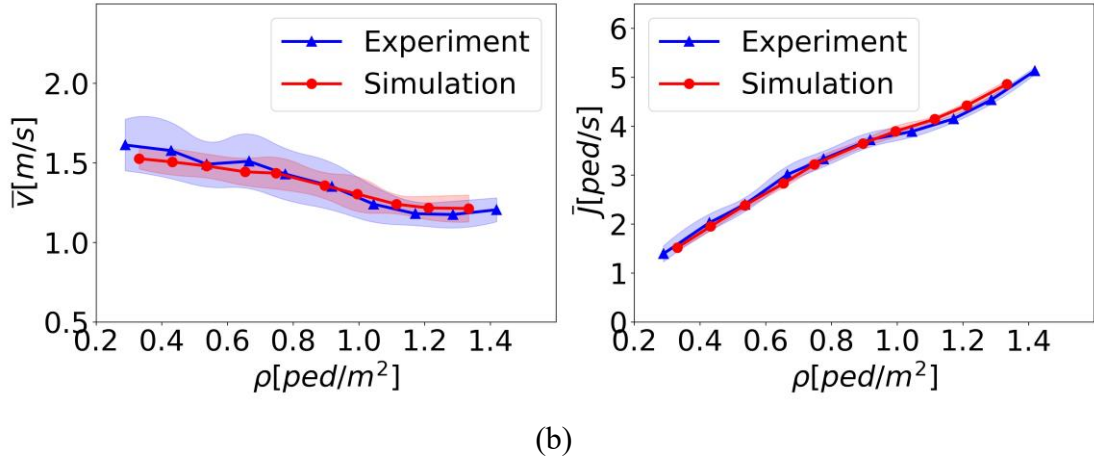 v̅[m/s]
2.0
1.5
1.0
0.5
0.2 0.4 0.6 0.8 1.0 1.2 1.4
ρ[ped/m²]
Experiment
Simulation
J̅[ped/s]
6
5
4
3
2
1
0
0.2 0.4 0.6 0.8 1.0 1.2 1.4
ρ[ped/m²]
Experiment
Simulation
(b)